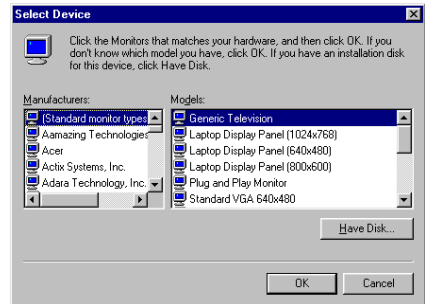 Select Device
Click the Monitors that matches your hardware, and then click OK. If you
don't know which model you have, click OK. If you have an installation disk
for this device, click Have Disk.
Manufacturers:
(Standard monitor types
Aamazing Technologies
Acer
Actix Systems, Inc.
Adara Technology, Inc.
Models:
Generic Television
Laptop Display Panel (1024x768)
Laptop Display Panel (640x480)
Laptop Display Panel (800x600)
Plug and Play Monitor
Standard VGA 640x480
Have Disk...
OK
Cancel